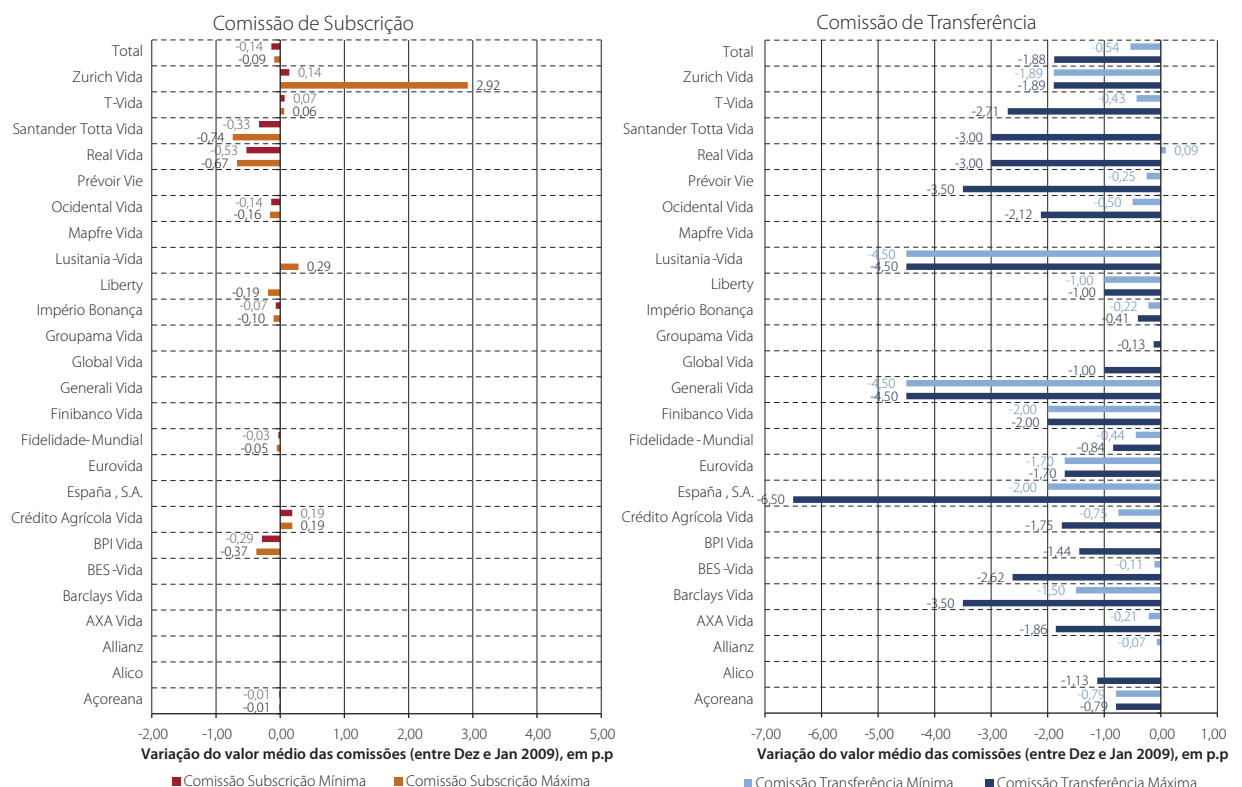 Comissão de Subscrição
Total
-0,14
-0,09
Zurich Vida
0,14
2,92
T-Vida
0,07
0,06
Santander Totta Vida
-0,33
-0,74
Real Vida
-0,53
-0,67
Prévoir Vie
Ocidental Vida
-0,14
-0,16
Mapfre Vida
Lusitania-Vida
0,29
Liberty
-0,19
Império Bonança
-0,07
-0,10
Groupama Vida
Global Vida
Generali Vida
Finibanco Vida
Fidelidade-Mundial
-0,03
-0,05
Eurovida
España , S.A.
Crédito Agrícola Vida
0,19
0,19
BPI Vida
-0,29
-0,37
BES -Vida
Barclays Vida
AXA Vida
Allianz
Alico
Açoreana
-0,01
-0,01
-2,00 -1,00 0,00 1,00 2,00 3,00 4,00 5,00
Variação do valor médio das comissões (entre Dez e Jan 2009), em p.p
Comissão Subscrição Mínima Comissão Subscrição Máxima
Comissão de Transferência
Total
-0,54
-1,88
Zurich Vida
-1,89
-1,89
T-Vida
-0,43
-2,71
Santander Totta Vida
-3,00
Real Vida
0,09
-3,00
Prévoir Vie
-0,25
-3,50
Ocidental Vida
-0,50
-2,12
Mapfre Vida
Lusitania -Vida
-4,50
-4,50
Liberty
-1,00
-1,00
Império Bonança
-0,22
-0,41
Groupama Vida
-0,13
Global Vida
-1,00
Generali Vida
-4,50
-4,50
Finibanco Vida
-2,00
-2,00
Fidelidade - Mundial
-0,44
-0,84
Eurovida
-1,70
-1,70
España , S.A.
-2,00
-6,50
Crédito Agrícola Vida
-0,75
-1,75
BPI Vida
-1,44
BES -Vida
-0,11
-2,62
Barclays Vida
-1,50
-3,50
AXA Vida
-0,21
-1,86
Allianz
-0,07
Alico
-1,13
Açoreana
-0,79
-0,79
-7,00 -6,00 -5,00 -4,00 -3,00 -2,00 -1,00 0,00 1,00
Variação do valor médio das comissões (entre Dez e Jan 2009), em p.p
Comissão Transferência Mínima Comissão Transferência Máxima